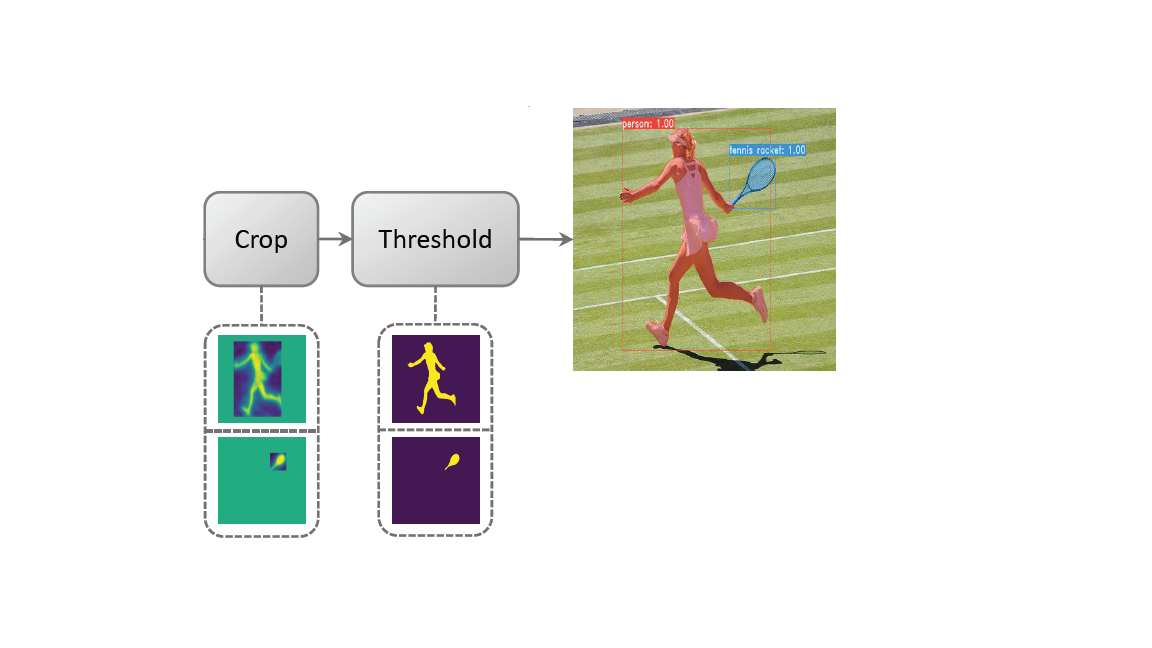 person: 1.00
tennis racket: 1.00
Crop
Threshold